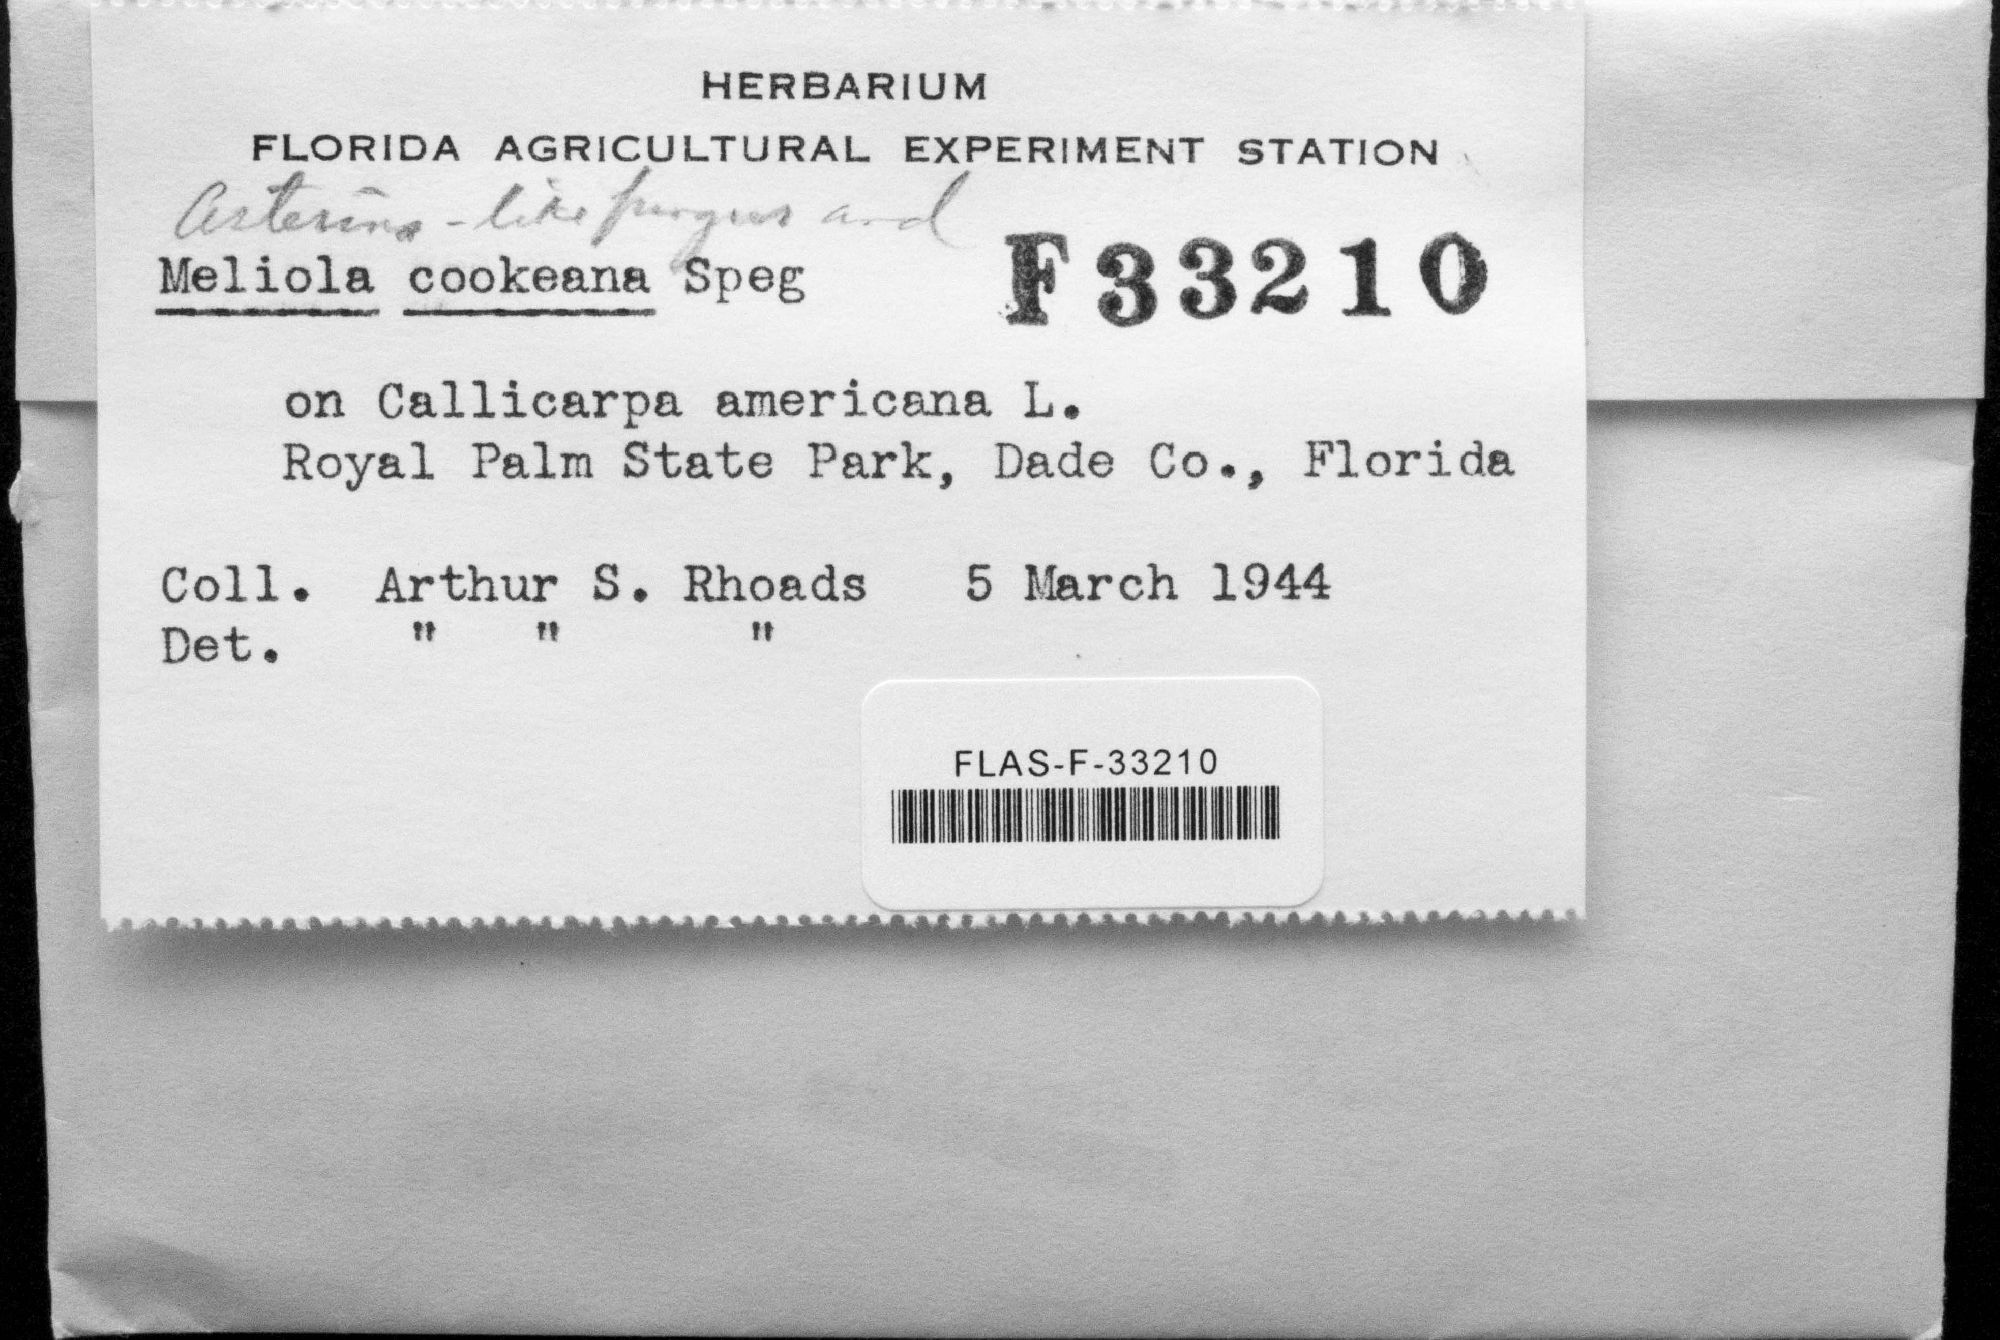 HERBARIUM
FLORIDA AGRICULTURAL EXPERIMENT STATION
Asterina-like fungus and
Meliola cookeana Speg F33210
on Callicarpa americana L.
Royal Palm State Park, Dade Co., Florida
Coll. Arthur S. Rhoads 5 March 1944
Det. " " "
FLAS-F-33210